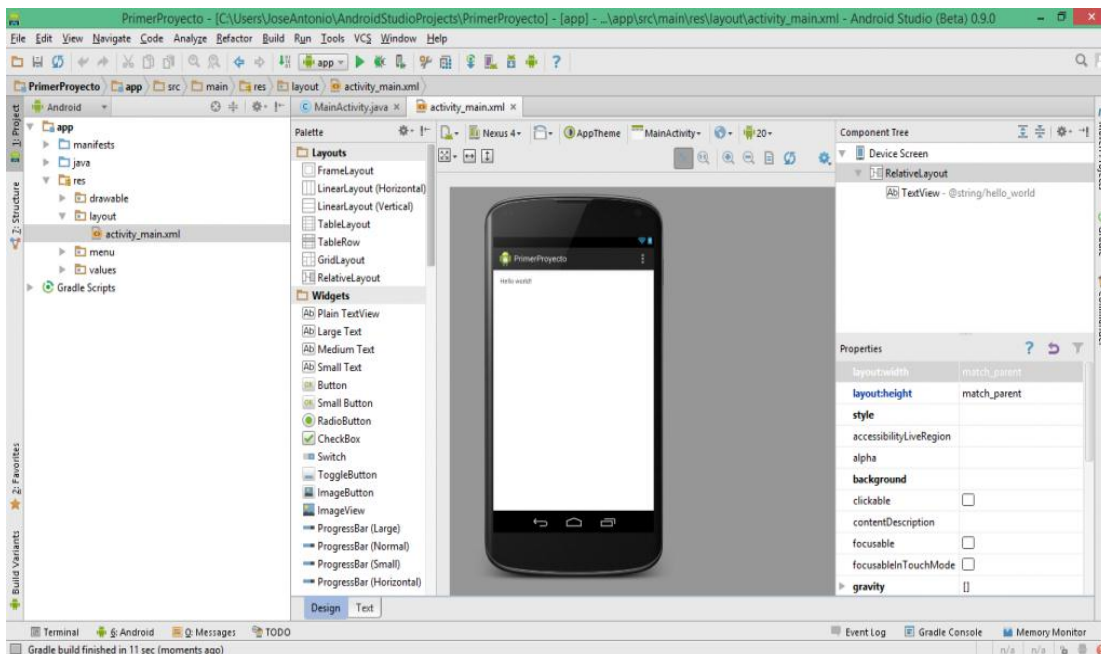 PrimerProyecto - [C:\Users\JoseAntonio\AndroidStudioProjects\PrimerProyecto] - [app] - ...\app\src\main\res\layout\activity_main.xml - Android Studio (Beta) 0.9.0
File Edit View Navigate Code Analyze Refactor Build Run Tools VCS Window Help
app
PrimerProyecto app src main res layout activity_main.xml
1: Project
Z: Structure
2: Favorites
Build Variants
Android
app
manifests
java
res
drawable
layout
activity_main.xml
menu
values
Gradle Scripts
MainActivity.java × activity_main.xml ×
Palette
Layouts
FrameLayout
LinearLayout (Horizontal)
LinearLayout (Vertical)
TableLayout
TableRow
GridLayout
RelativeLayout
Widgets
Plain TextView
Large Text
Medium Text
Small Text
Button
Small Button
RadioButton
CheckBox
Switch
ToggleButton
ImageButton
ImageView
ProgressBar (Large)
ProgressBar (Normal)
ProgressBar (Small)
ProgressBar (Horizontal)
Nexus 4 AppTheme MainActivity 20
PrimerProyecto
Hello world!
Design Text
Component Tree
Device Screen
RelativeLayout
Ab TextView - @string/hello_world
Properties
layout:width match_parent
layout:height match_parent
style
accessibilityLiveRegion
alpha
background
clickable
contentDescription
focusable
focusableInTouchMode
gravity []
Terminal 6: Android 0: Messages TODO
Event Log Gradle Console Memory Monitor
Gradle build finished in 11 sec (moments ago)
n/a n/a